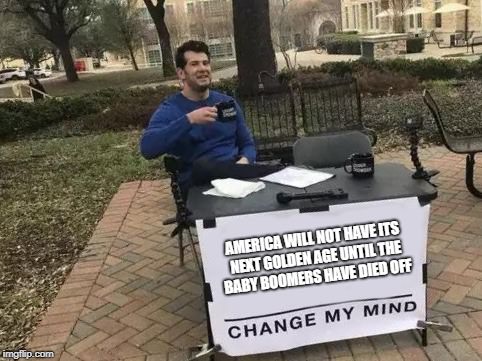 AMERICA WILL NOT HAVE ITS
NEXT GOLDEN AGE UNTIL THE
BABY BOOMERS HAVE DIED OFF
CHANGE MY MIND
imgflip.com